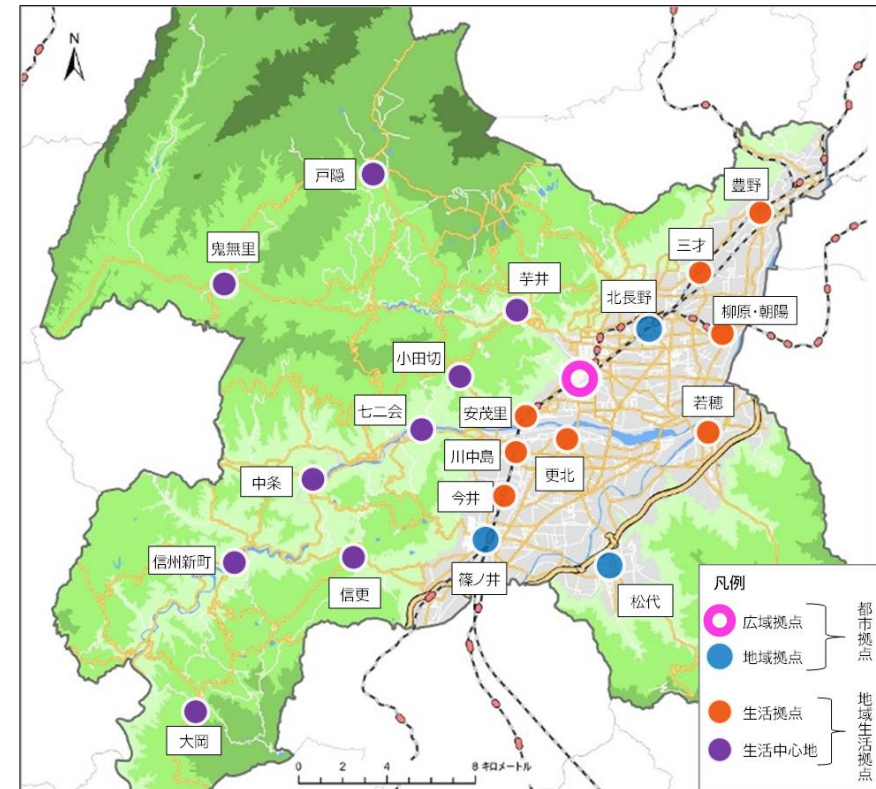 N
戸隠
豊野
三才
鬼無里
芋井
北長野
柳原・朝陽
小田切
七二会
安茂里
若穂
川中島
更北
中条
今井
信州新町
信更
篠ノ井
松代
大岡
凡例
広域拠点
地域拠点
都市拠点
生活拠点
生活中心地
地域生活拠点
0 2 4 8 キロメートル